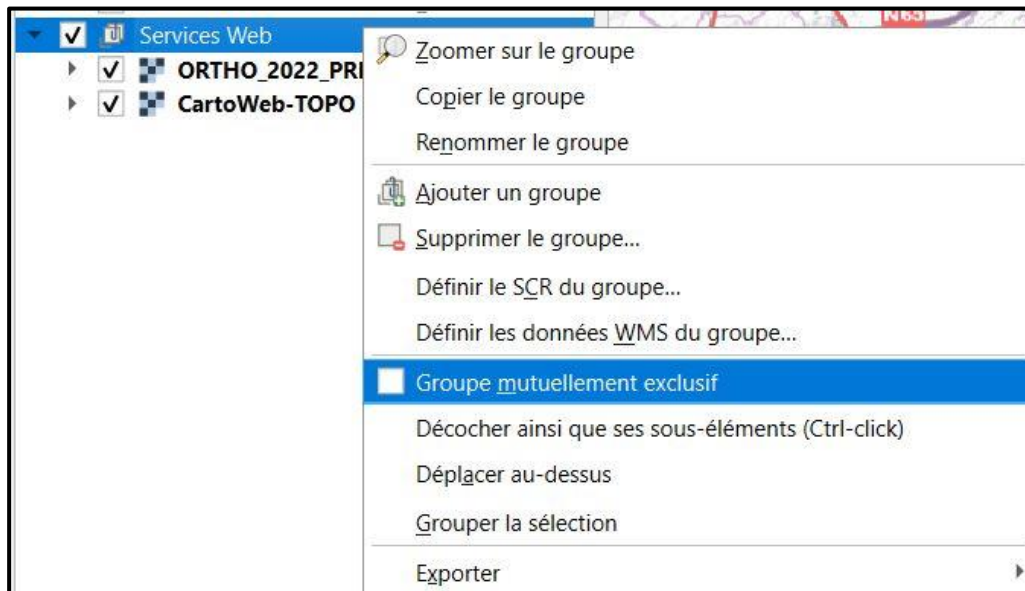 N63
Services Web
Zoomer sur le groupe
ORTHO_2022_PRI
Copier le groupe
CartoWeb-TOPO
Renommer le groupe
Ajouter un groupe
Supprimer le groupe...
Définir le SCR du groupe...
Définir les données WMS du groupe...
Groupe mutuellement exclusif
Décocher ainsi que ses sous-éléments (Ctrl-click)
Déplacer au-dessus
Grouper la sélection
Exporter